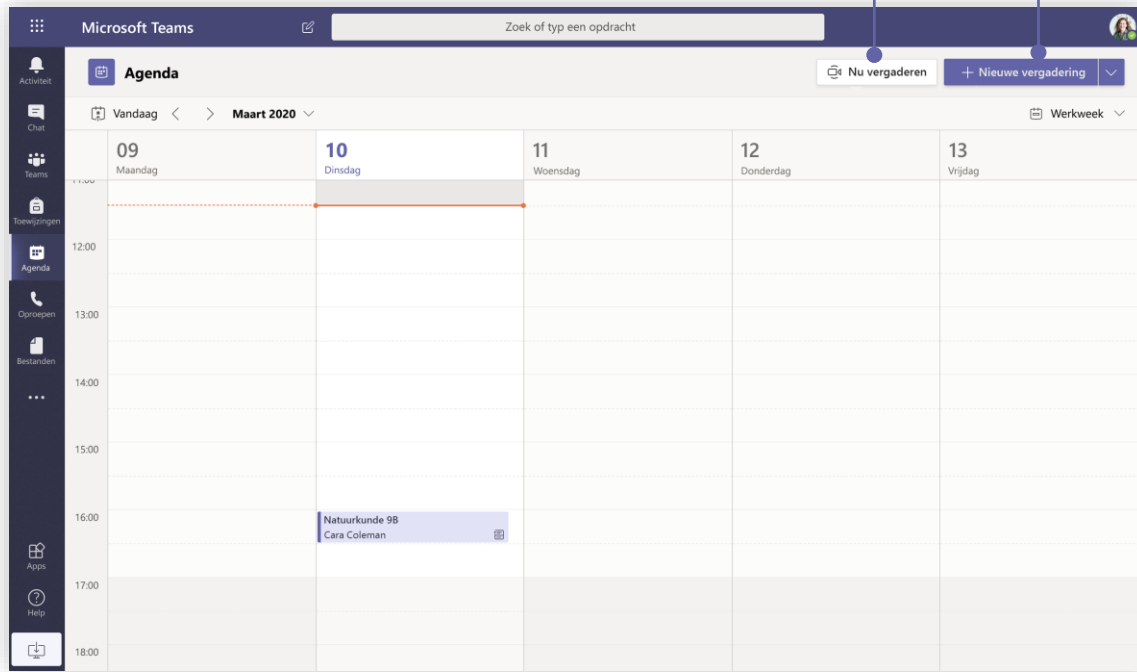 Microsoft Teams
Zoek of typ een opdracht
Activiteit
Chat
Teams
Toewijzingen
Agenda
Oproepen
Bestanden
Apps
Help
Agenda
Nu vergaderen
+ Nieuwe vergadering
Vandaag
Maart 2020
Werkweek
09
Maandag
10
Dinsdag
11
Woensdag
12
Donderdag
13
Vrijdag
11:00
12:00
13:00
14:00
15:00
16:00
Natuurkunde 9B
Cara Coleman
17:00
18:00